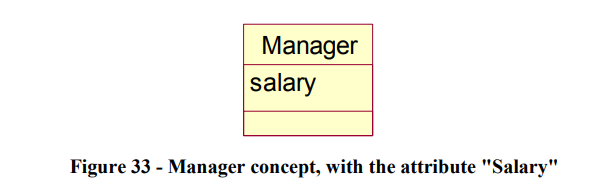 Manager
salary
Figure 33 - Manager concept, with the attribute "Salary"